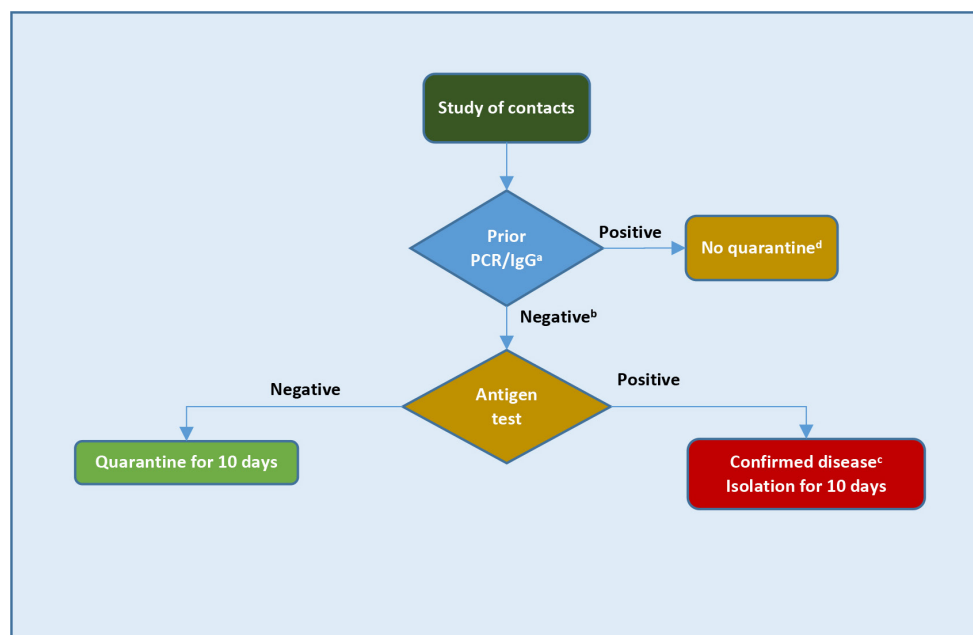 Study of contacts
Prior
PCR/IgGᵃ
Positive
No quarantineᵈ
Negativeᵇ
Antigen
test
Negative
Positive
Quarantine for 10 days
Confirmed diseaseᶜ
Isolation for 10 days